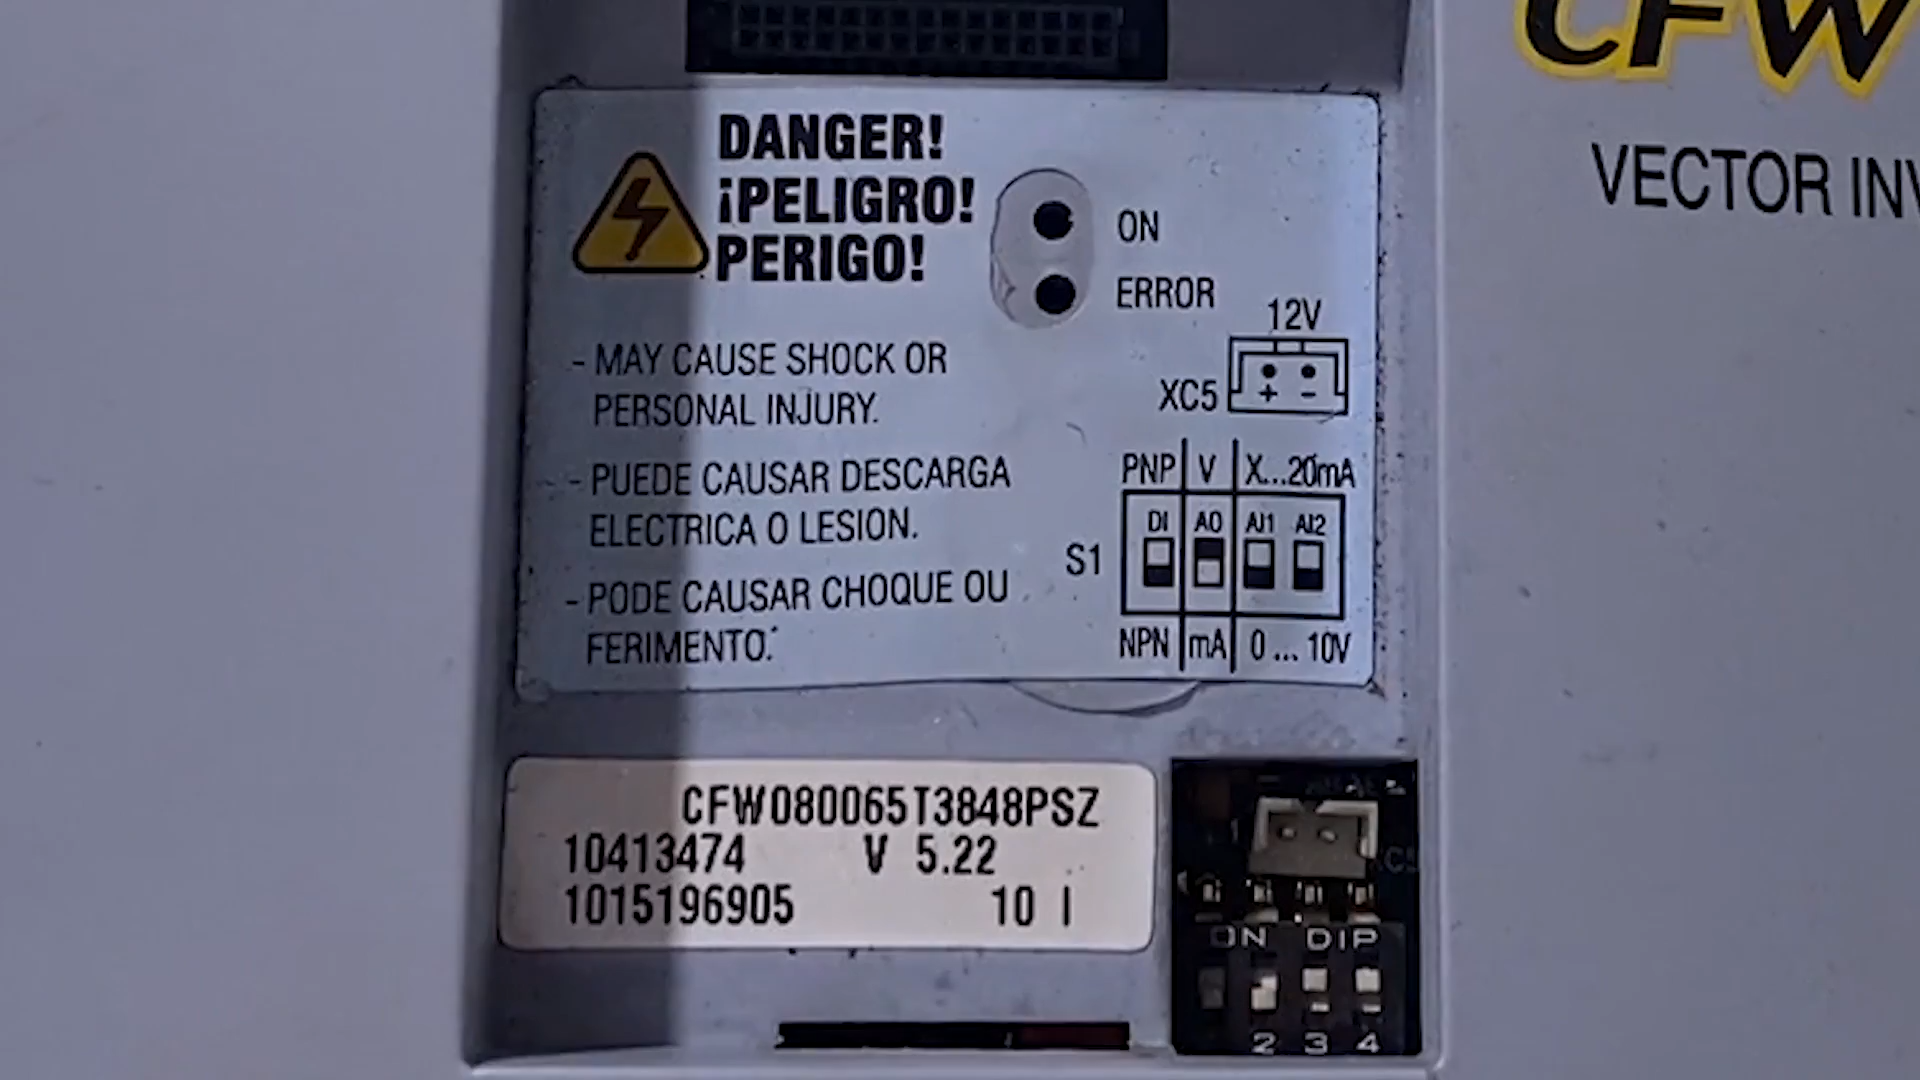 CFW
VECTOR INV
DANGER!
¡PELIGRO!
PERIGO!
ON
ERROR
- MAY CAUSE SHOCK OR
PERSONAL INJURY.
- PUEDE CAUSAR DESCARGA
ELECTRICA O LESION.
- PODE CAUSAR CHOQUE OU
FERIMENTO.
12V
XC5
+ -
PNP V X...20mA
DI AO AI1 AI2
S1
NPN mA 0 ... 10V
CFW080065T3848PSZ
10413474 V 5.22
1015196905 10 I
ON DIP
2 3 4